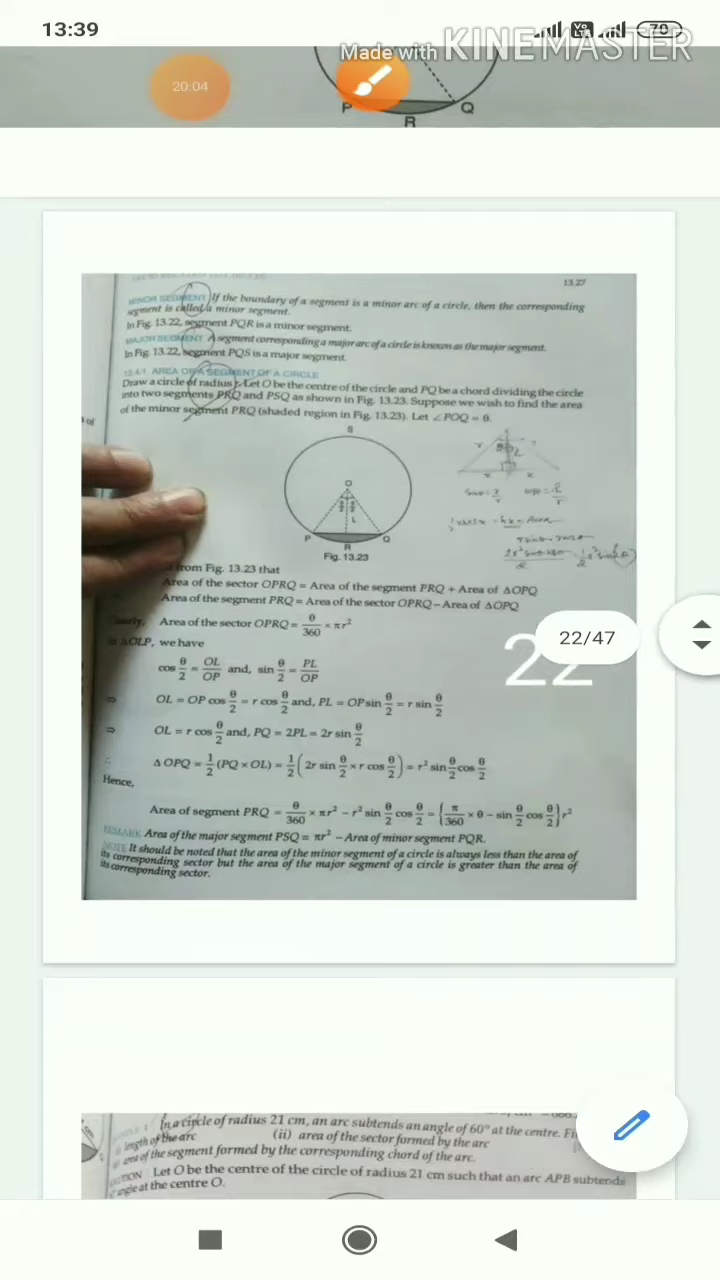 13:39
70
Made with KINEMASTER
20:04
P
Q
R
13.27
MINOR SEGMENT If the boundary of a segment is a minor arc of a circle, then the corresponding
segment is called a minor segment.
In Fig. 13.22, segment PQR is a minor segment.
MAJOR SEGMENT A segment corresponding a major arc of a circle is known as the major segment.
In Fig. 13.22, segment PQS is a major segment.
13.4.1 AREA OF A SEGMENT OF A CIRCLE
Draw a circle of radius r. Let O be the centre of the circle and PQ be a chord dividing the circle
into two segments PRQ and PSQ as shown in Fig. 13.23. Suppose we wish to find the area
of the minor segment PRQ (shaded region in Fig. 13.23). Let ∠POQ = θ.
S
O
θ/2 θ/2
L
P
Q
R
Fig. 13.23
from Fig. 13.23 that
Area of the sector OPRQ = Area of the segment PRQ + Area of ΔOPQ
Area of the segment PRQ = Area of the sector OPRQ – Area of ΔOPQ
Area of the sector OPRQ = θ/360 × πr²
ΔOLP, we have
cos θ/2 = OL/OP and, sin θ/2 = PL/OP
⇒ OL = OP cos θ/2 = r cos θ/2 and, PL = OP sin θ/2 = r sin θ/2
⇒ OL = r cos θ/2 and, PQ = 2PL = 2r sin θ/2
∴ Δ OPQ = 1/2 (PQ × OL) = 1/2 (2r sin θ/2 × r cos θ/2) = r² sin θ/2 cos θ/2
Hence,
Area of segment PRQ = θ/360 × πr² – r² sin θ/2 cos θ/2 = {π/360 × θ – sin θ/2 cos θ/2} r²
REMARK Area of the major segment PSQ = πr² – Area of minor segment PQR.
NOTE It should be noted that the area of the minor segment of a circle is always less than the area of
its corresponding sector but the area of the major segment of a circle is greater than the area of
its corresponding sector.
22/47
22
In a circle of radius 21 cm, an arc subtends an angle of 60° at the centre.
length of the arc (ii) area of the sector formed by the arc
area of the segment formed by the corresponding chord of the arc.
Let O be the centre of the circle of radius 21 cm such that an arc APB subtends
angle at the centre O.